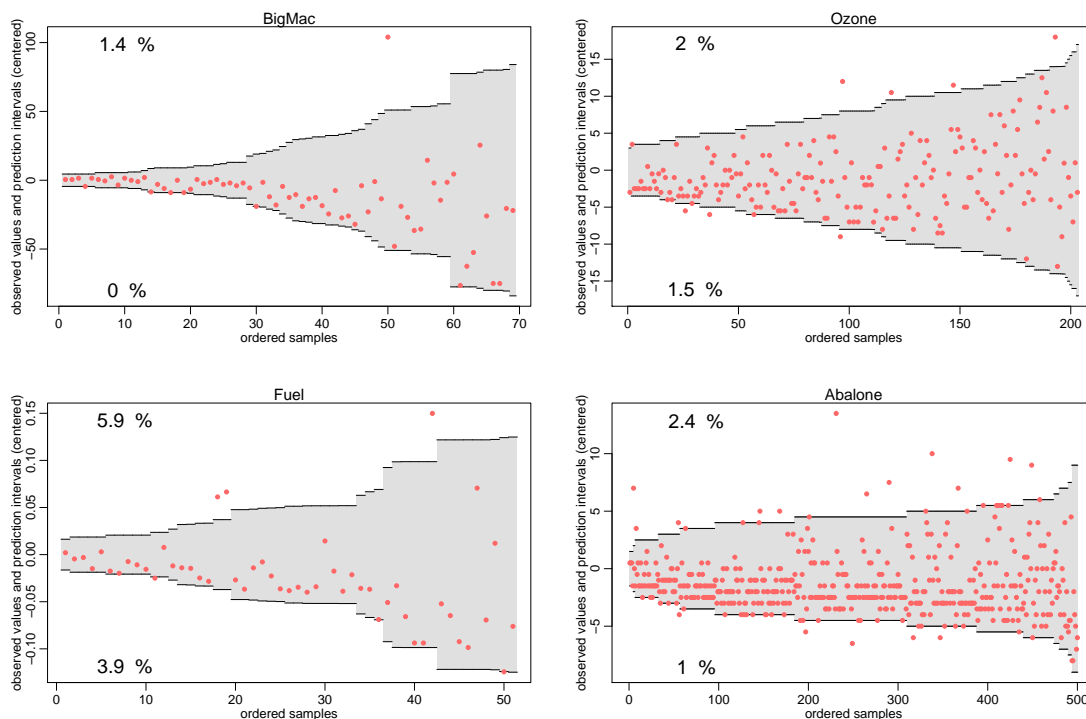 BigMac
1.4 %
0 %
observed values and prediction intervals (centered)
100
50
0
−50
0 10 20 30 40 50 60 70
ordered samples
Ozone
2 %
1.5 %
observed values and prediction intervals (centered)
15
10
5
0
−5
−10
−15
0 50 100 150 200
ordered samples
Fuel
5.9 %
3.9 %
observed values and prediction intervals (centered)
0.15
0.10
0.05
0.00
−0.05
−0.10
0 10 20 30 40 50
ordered samples
Abalone
2.4 %
1 %
observed values and prediction intervals (centered)
10
5
0
−5
0 100 200 300 400 500
ordered samples